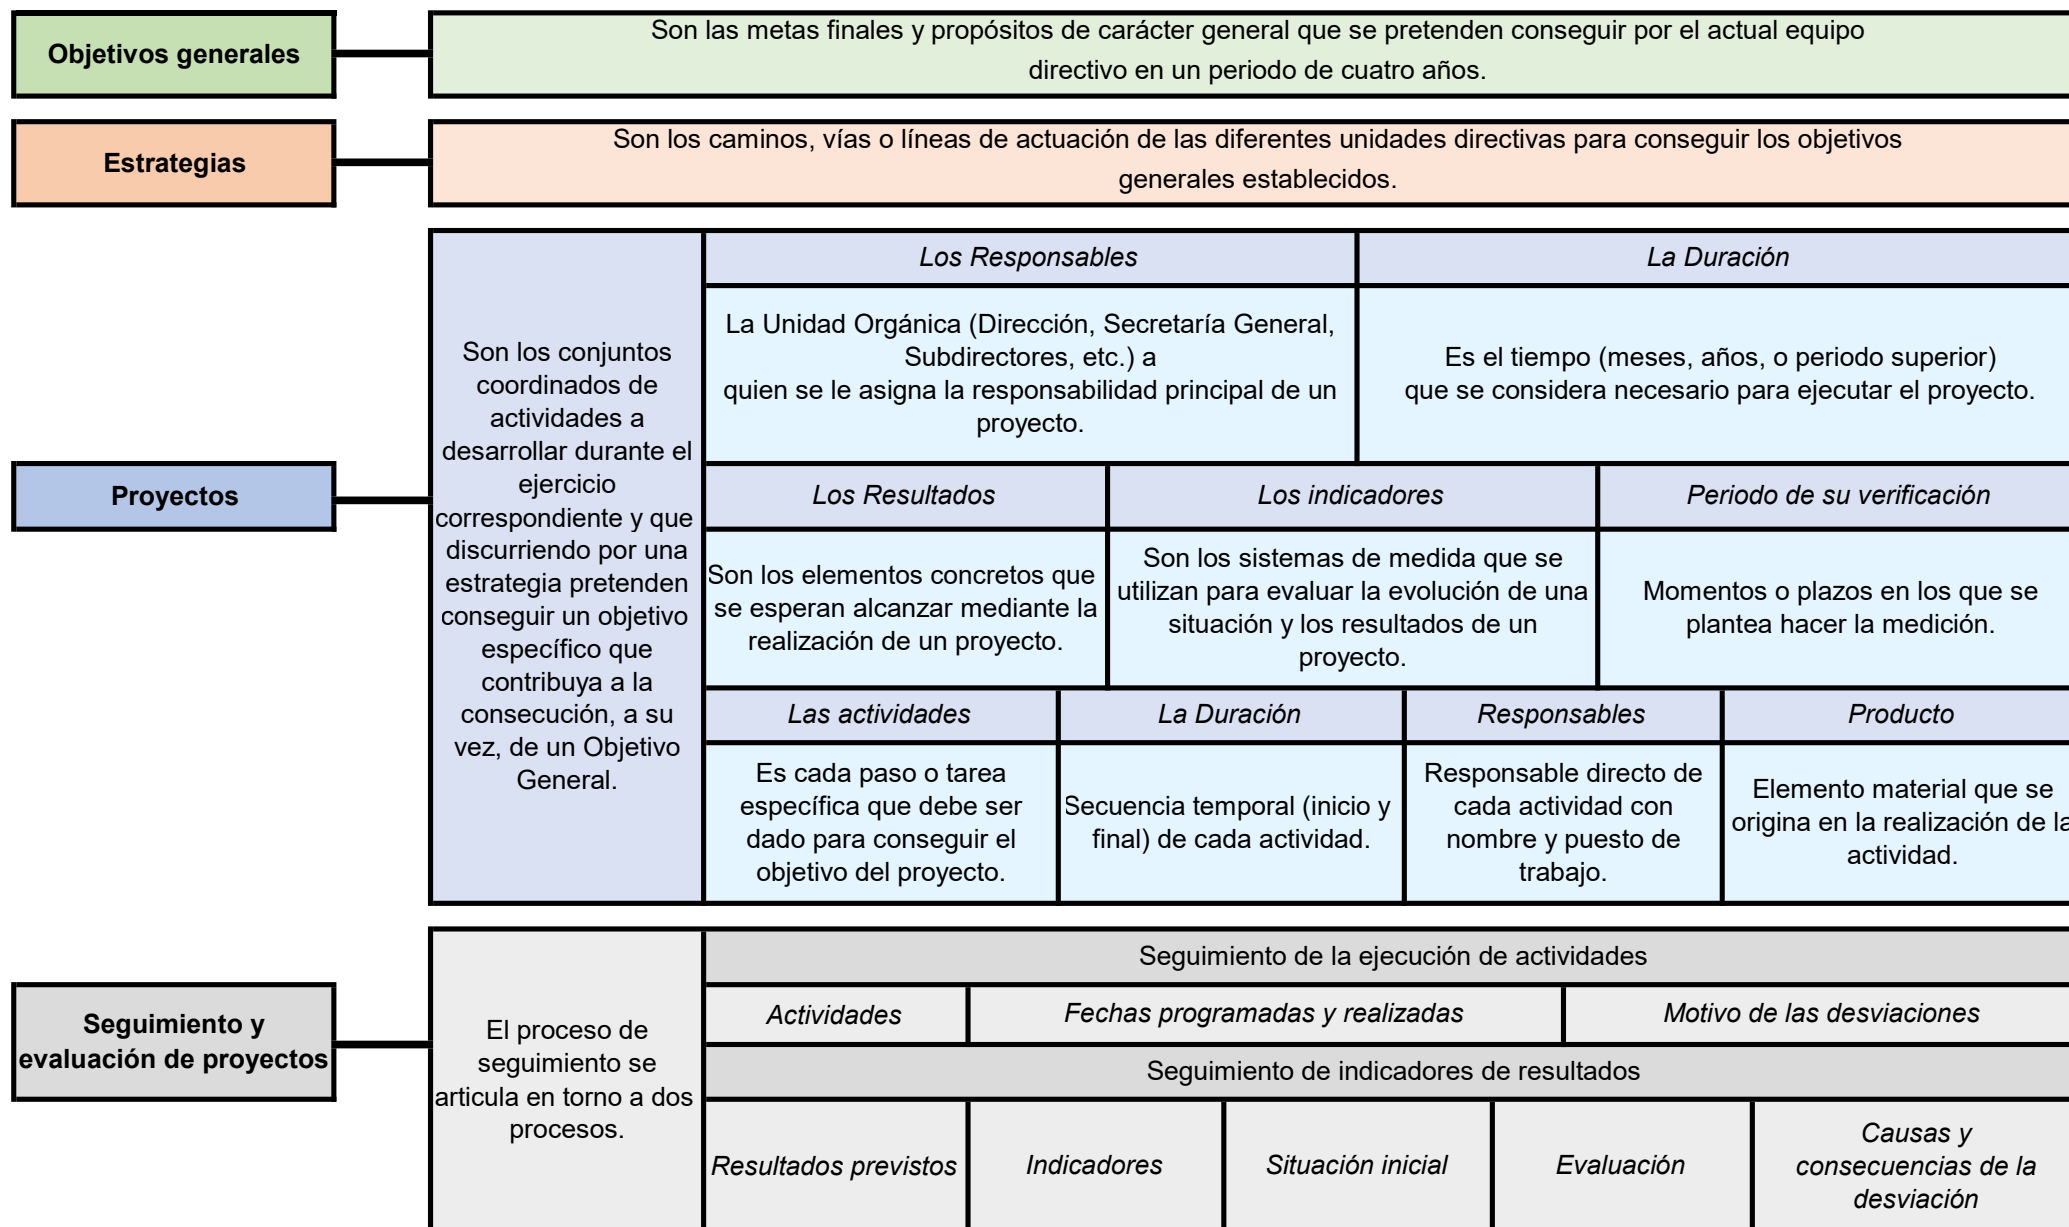 Objetivos generales
Son las metas finales y propósitos de carácter general que se pretenden conseguir por el actual equipo
directivo en un periodo de cuatro años.
Estrategias
Son los caminos, vías o líneas de actuación de las diferentes unidades directivas para conseguir los objetivos
generales establecidos.
Proyectos
Son los conjuntos
coordinados de
actividades a
desarrollar durante el
ejercicio
correspondiente y que
discurriendo por una
estrategia pretenden
conseguir un objetivo
específico que
contribuya a la
consecución, a su
vez, de un Objetivo
General.
Los Responsables
La Duración
La Unidad Orgánica (Dirección, Secretaría General,
Subdirectores, etc.) a
quien se le asigna la responsabilidad principal de un
proyecto.
Es el tiempo (meses, años, o periodo superior)
que se considera necesario para ejecutar el proyecto.
Los Resultados
Los indicadores
Periodo de su verificación
Son los elementos concretos que
se esperan alcanzar mediante la
realización de un proyecto.
Son los sistemas de medida que se
utilizan para evaluar la evolución de una
situación y los resultados de un
proyecto.
Momentos o plazos en los que se
plantea hacer la medición.
Las actividades
La Duración
Responsables
Producto
Es cada paso o tarea
específica que debe ser
dado para conseguir el
objetivo del proyecto.
Secuencia temporal (inicio y
final) de cada actividad.
Responsable directo de
cada actividad con
nombre y puesto de
trabajo.
Elemento material que se
origina en la realización de la
actividad.
Seguimiento y
evaluación de proyectos
El proceso de
seguimiento se
articula en torno a dos
procesos.
Seguimiento de la ejecución de actividades
Actividades
Fechas programadas y realizadas
Motivo de las desviaciones
Seguimiento de indicadores de resultados
Resultados previstos
Indicadores
Situación inicial
Evaluación
Causas y
consecuencias de la
desviación